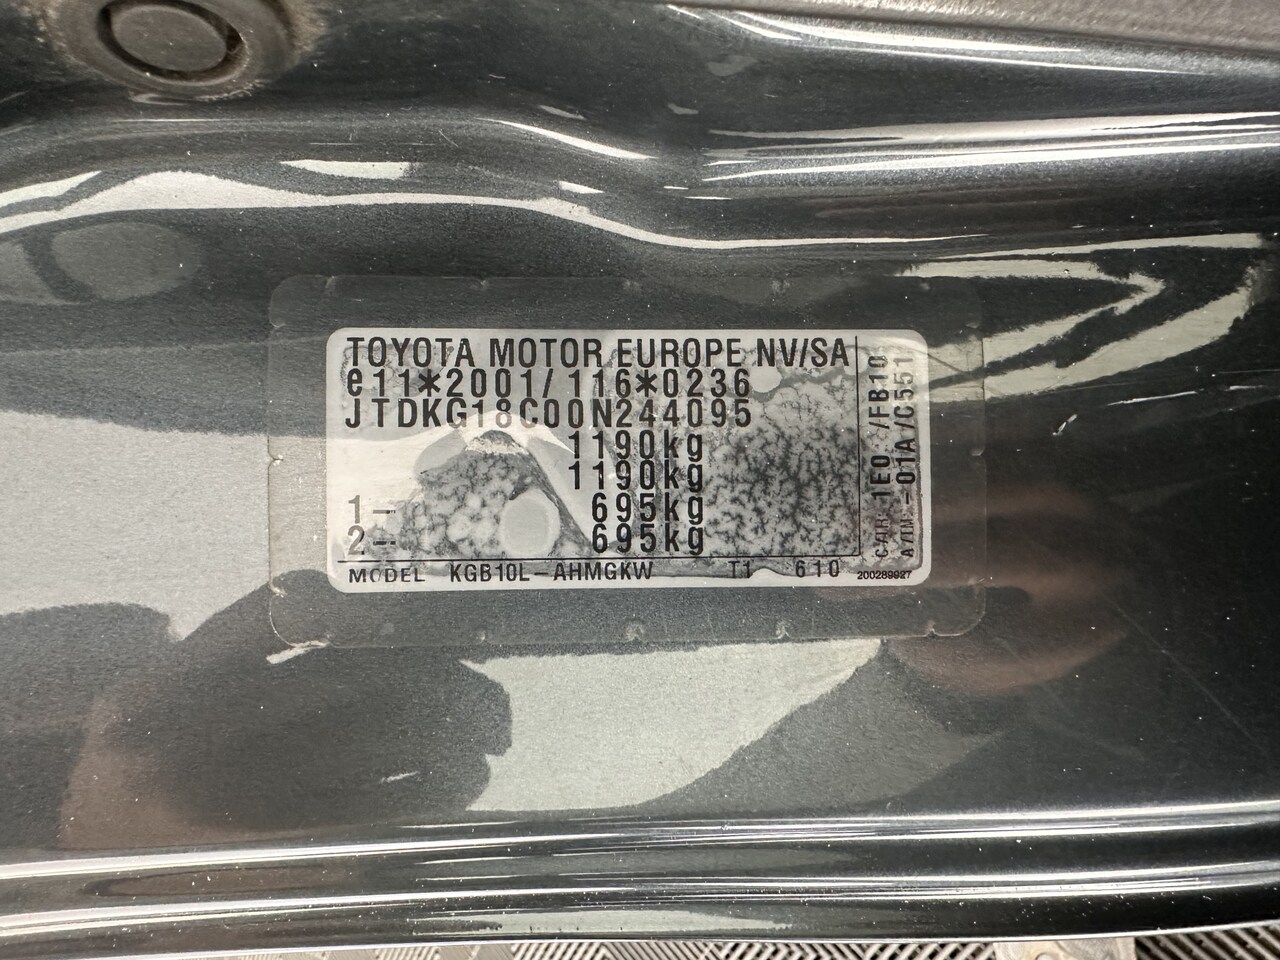 TOYOTA MOTOR EUROPE NV/SA
e11*2001/116*0236
JTDKG18C00N244095
1190kg
1190kg
1- 695kg
2- 695kg
MODEL KGB10L-AHMGKW T1 610
C/TR: 1E0 /FB10
A/TM: -01A /C551
200289927